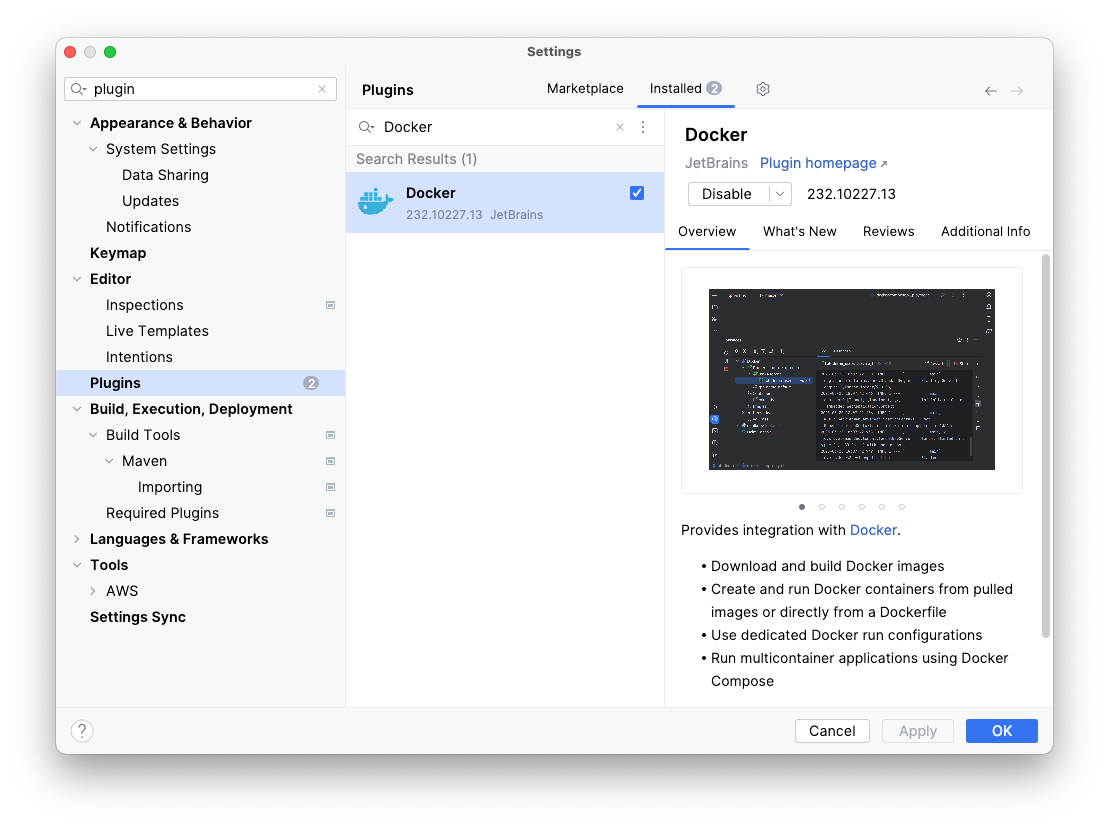 Settings
plugin
Appearance & Behavior
System Settings
Data Sharing
Updates
Notifications
Keymap
Editor
Inspections
Live Templates
Intentions
Plugins 2
Build, Execution, Deployment
Build Tools
Maven
Importing
Required Plugins
Languages & Frameworks
Tools
AWS
Settings Sync
Plugins Marketplace Installed 2
Docker
Search Results (1)
Docker
232.10227.13 JetBrains
Docker
JetBrains Plugin homepage ↗
Disable 232.10227.13
Overview What's New Reviews Additional Info
Provides integration with Docker.
• Download and build Docker images
• Create and run Docker containers from pulled
images or directly from a Dockerfile
• Use dedicated Docker run configurations
• Run multicontainer applications using Docker
Compose
? Cancel Apply OK